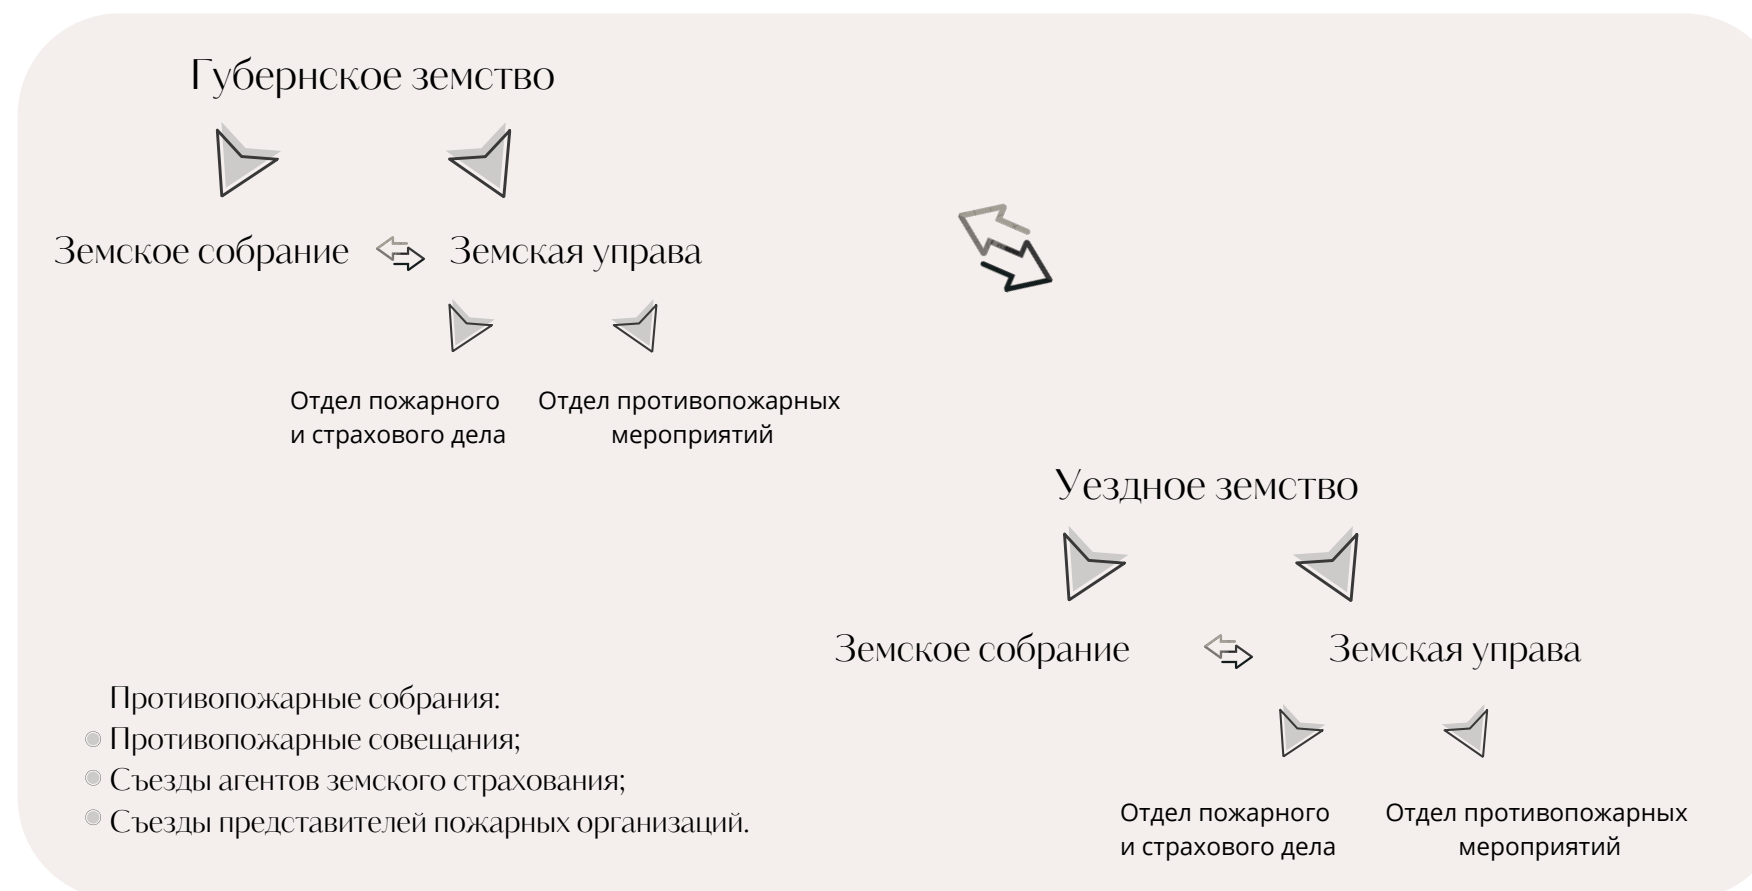 Губернское земство
Земское собрание
Земская управа
Отдел пожарного
и страхового дела
Отдел противопожарных
мероприятий
Уездное земство
Земское собрание
Земская управа
Отдел пожарного
и страхового дела
Отдел противопожарных
мероприятий
Противопожарные собрания:
Противопожарные совещания;
Съезды агентов земского страхования;
Съезды представителей пожарных организаций.